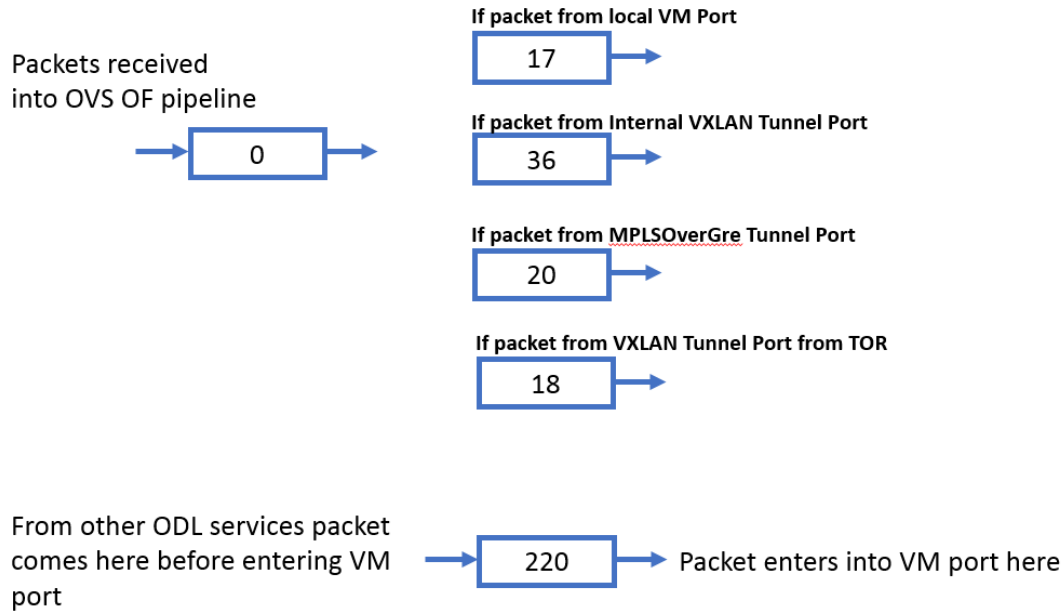 If packet from local VM Port
17
Packets received
into OVS OF pipeline
0
If packet from Internal VXLAN Tunnel Port
36
If packet from MPLSOverGre Tunnel Port
20
If packet from VXLAN Tunnel Port from TOR
18
From other ODL services packet
comes here before entering VM
port
220
Packet enters into VM port here